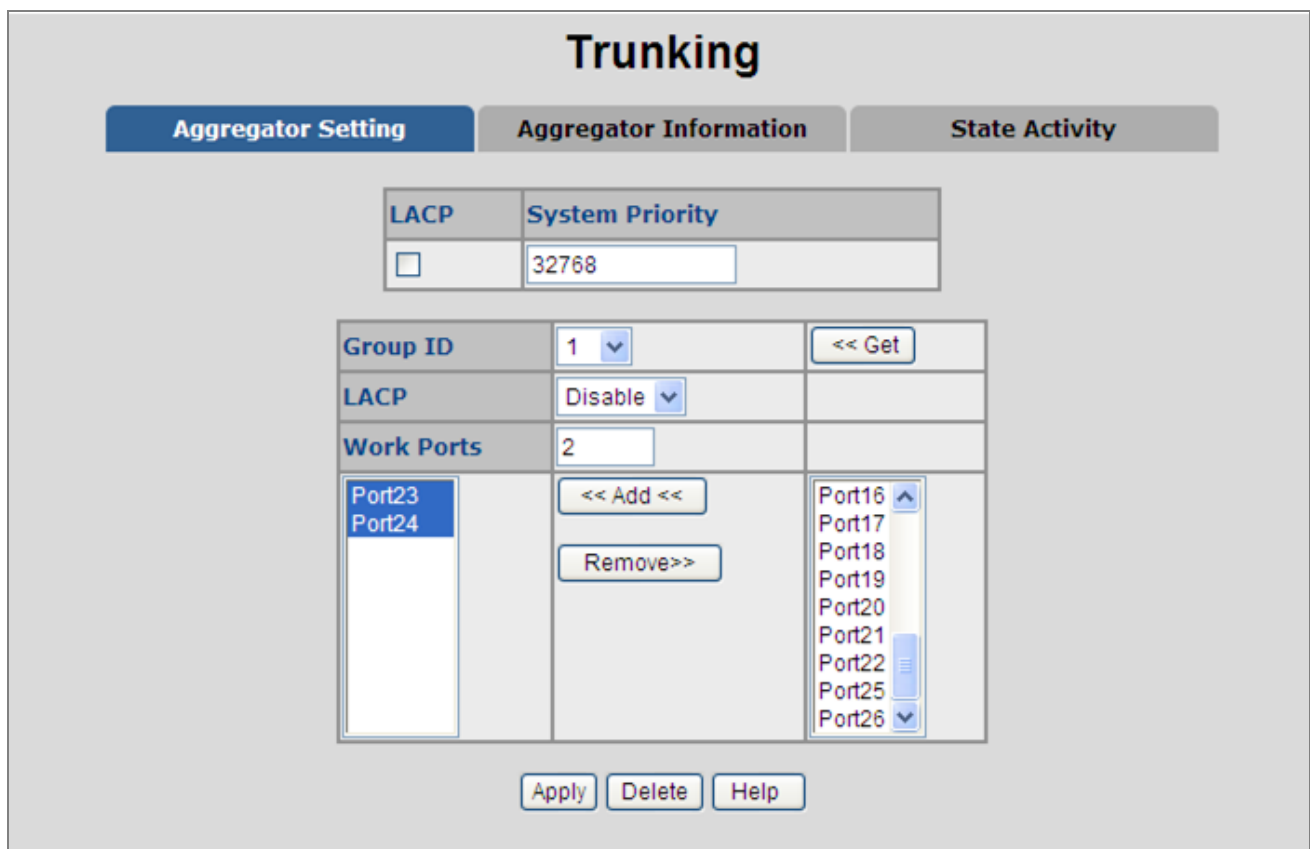 Trunking
Aggregator Setting
Aggregator Information
State Activity
LACP
System Priority
32768
Group ID
1
<< Get
LACP
Disable
Work Ports
2
Port23
Port24
<< Add <<
Remove>>
Port16
Port17
Port18
Port19
Port20
Port21
Port22
Port25
Port26
Apply
Delete
Help